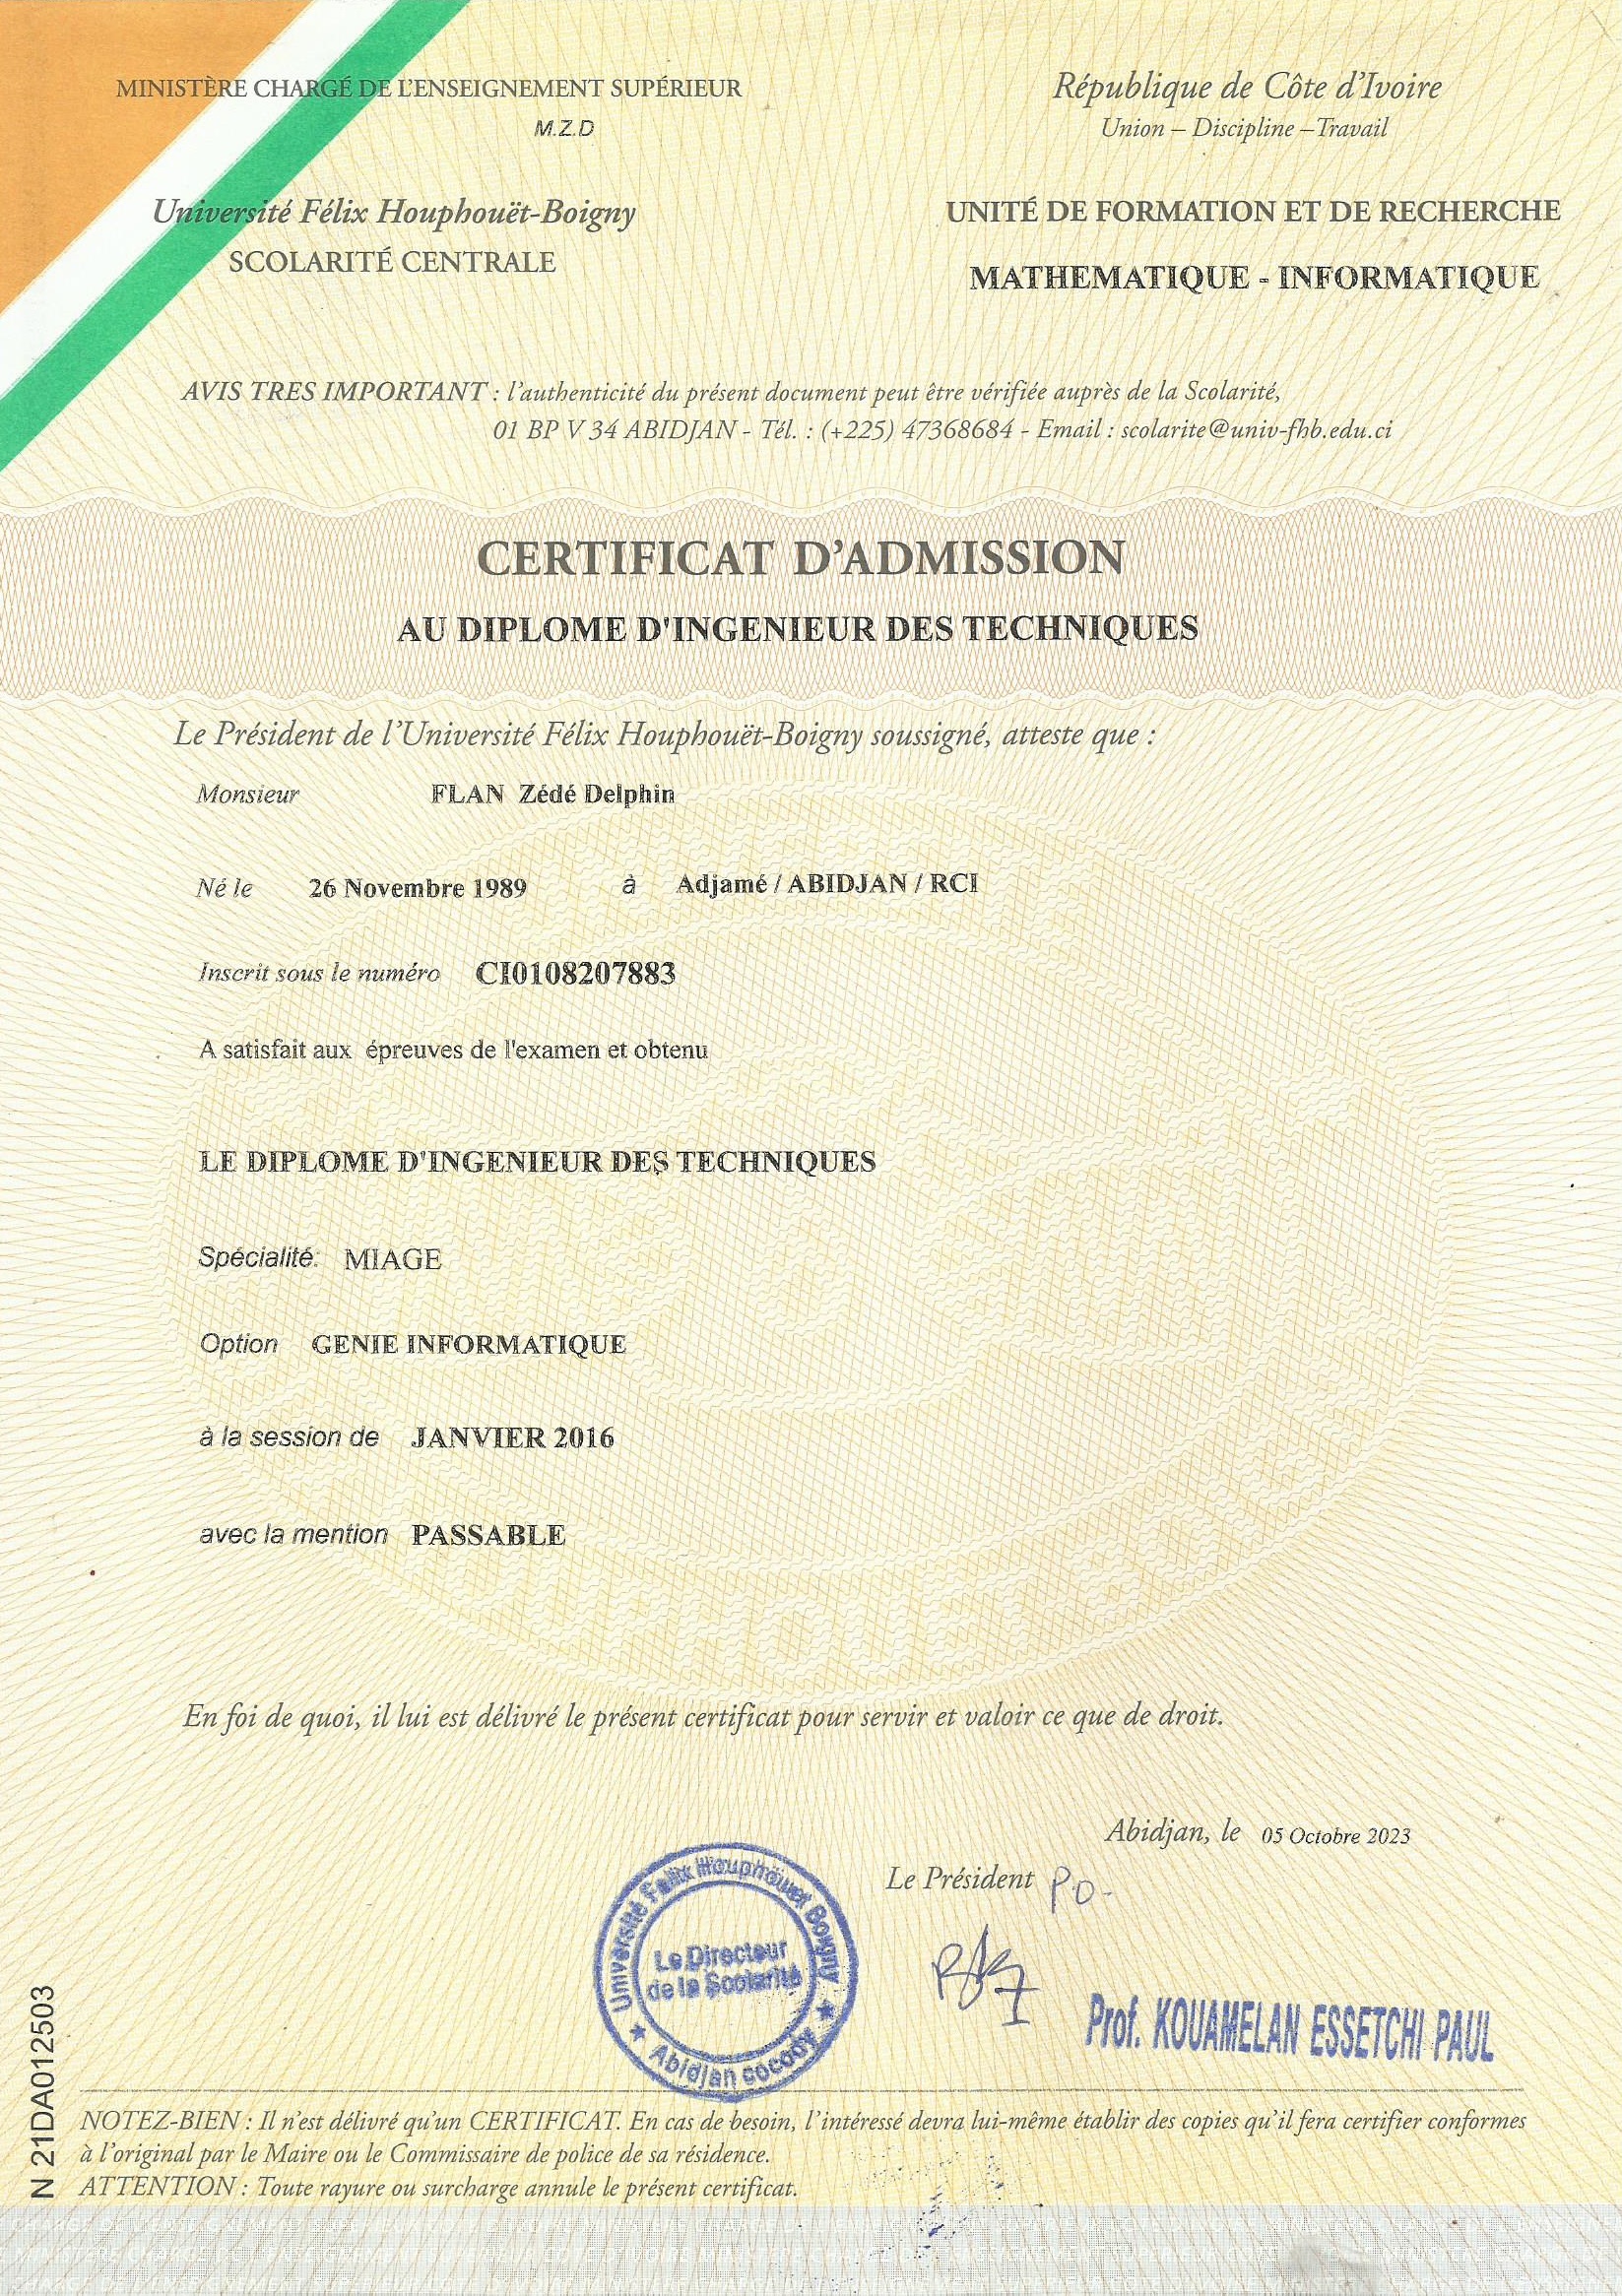 MINISTÈRE CHARGÉ DE L'ENSEIGNEMENT SUPÉRIEUR
M.Z.D
République de Côte d'Ivoire
Union – Discipline –Travail
Université Félix Houphouët-Boigny
SCOLARITÉ CENTRALE
UNITÉ DE FORMATION ET DE RECHERCHE
MATHEMATIQUE - INFORMATIQUE
AVIS TRES IMPORTANT : l'authenticité du présent document peut être vérifiée auprès de la Scolarité,
01 BP V 34 ABIDJAN - Tél. : (+225) 47368684 - Email : scolarite@univ-fhb.edu.ci
CERTIFICAT D'ADMISSION
AU DIPLOME D'INGENIEUR DES TECHNIQUES
Le Président de l'Université Félix Houphouët-Boigny soussigné, atteste que :
Monsieur FLAN Zédé Delphin
Né le 26 Novembre 1989 à Adjamé / ABIDJAN / RCI
Inscrit sous le numéro CI0108207883
A satisfait aux épreuves de l'examen et obtenu
LE DIPLOME D'INGENIEUR DES TECHNIQUES
Spécialité: MIAGE
Option GENIE INFORMATIQUE
à la session de JANVIER 2016
avec la mention PASSABLE
En foi de quoi, il lui est délivré le présent certificat pour servir et valoir ce que de droit.
Abidjan, le 05 Octobre 2023
Le Président P.O-
Université Felix Houphouet Boigny
Le Directeur
de la Scolarité
Abidjan cocody
Prof. KOUAMELAN ESSETCHI PAUL
N 21DA012503
NOTEZ-BIEN : Il n'est délivré qu'un CERTIFICAT. En cas de besoin, l'intéressé devra lui-même établir des copies qu'il fera certifier conformes
à l'original par le Maire ou le Commissaire de police de sa résidence.
ATTENTION : Toute rayure ou surcharge annule le présent certificat.